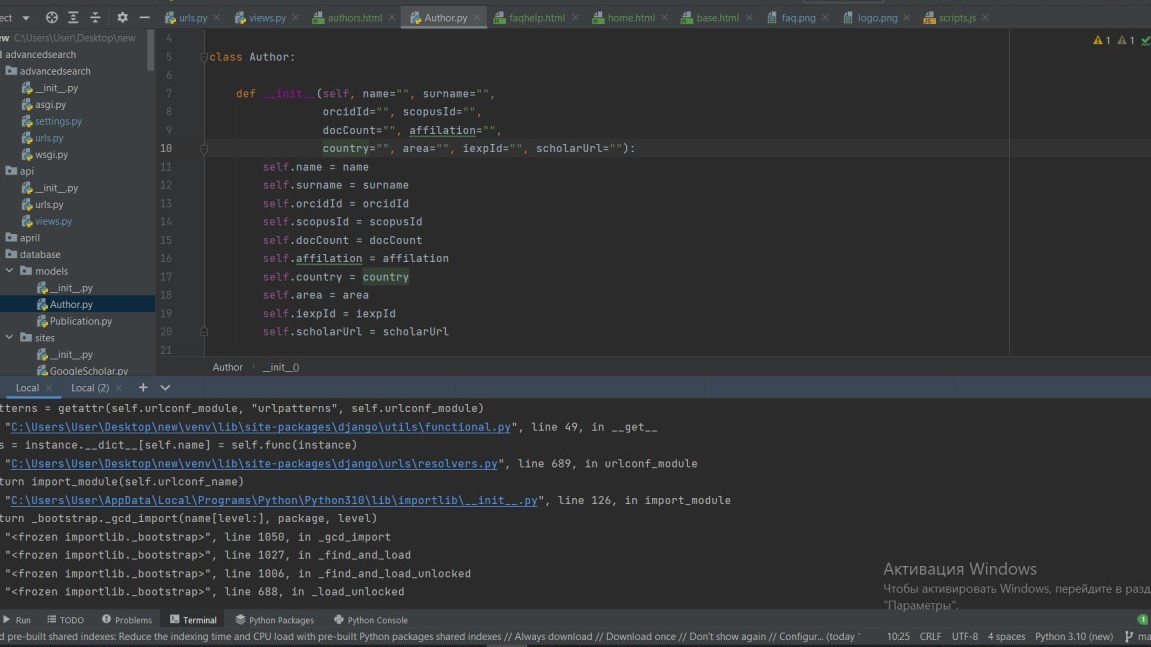 ect
urls.py × views.py × authors.html × Author.py × faqhelp.html × home.html × base.html × faq.png × logo.png × scripts.js ×
ew C:\Users\User\Desktop\new
advancedsearch
advancedsearch
__init__.py
asgi.py
settings.py
urls.py
wsgi.py
api
__init__.py
urls.py
views.py
april
database
models
__init__.py
Author.py
Publication.py
sites
__init__.py
GoogleScholar.py
1 1
4
5 class Author:
6
7 def __init__(self, name="", surname="",
8 orcidId="", scopusId="",
9 docCount="", affilation="",
10 country="", area="", iexpId="", scholarUrl=""):
11 self.name = name
12 self.surname = surname
13 self.orcidId = orcidId
14 self.scopusId = scopusId
15 self.docCount = docCount
16 self.affilation = affilation
17 self.country = country
18 self.area = area
19 self.iexpId = iexpId
20 self.scholarUrl = scholarUrl
21
Author > __init__()
Local × Local (2) × +
tterns = getattr(self.urlconf_module, "urlpatterns", self.urlconf_module)
"C:\Users\User\Desktop\new\venv\lib\site-packages\django\utils\functional.py", line 49, in __get__
s = instance.__dict__[self.name] = self.func(instance)
"C:\Users\User\Desktop\new\venv\lib\site-packages\django\urls\resolvers.py", line 689, in urlconf_module
turn import_module(self.urlconf_name)
"C:\Users\User\AppData\Local\Programs\Python\Python310\lib\importlib\__init__.py", line 126, in import_module
turn _bootstrap._gcd_import(name[level:], package, level)
"<frozen importlib._bootstrap>", line 1050, in _gcd_import
"<frozen importlib._bootstrap>", line 1027, in _find_and_load
"<frozen importlib._bootstrap>", line 1006, in _find_and_load_unlocked
"<frozen importlib._bootstrap>", line 688, in _load_unlocked
Активация Windows
Чтобы активировать Windows, перейдите в разд
"Параметры".
Run TODO Problems Terminal Python Packages Python Console 1
d pre-built shared indexes: Reduce the indexing time and CPU load with pre-built Python packages shared indexes // Always download // Download once // Don't show again // Configur... (today 10:25 CRLF UTF-8 4 spaces Python 3.10 (new) ma